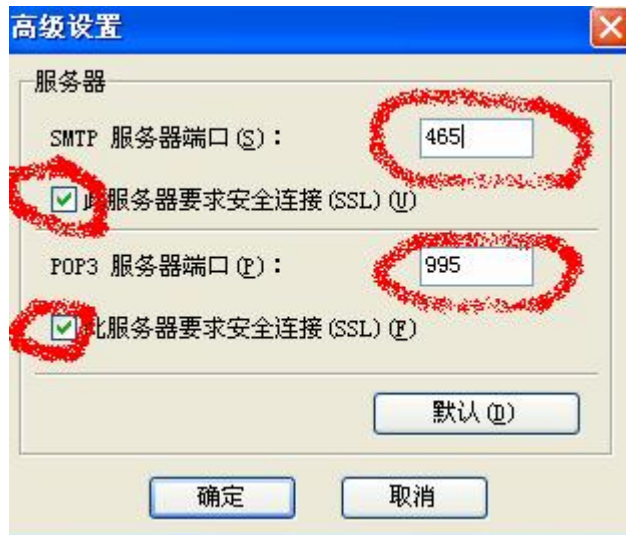 高级设置
服务器
SMTP 服务器端口(S)：
465
此服务器要求安全连接(SSL)(U)
POP3 服务器端口(P)：
995
此服务器要求安全连接(SSL)(F)
默认(D)
确定
取消